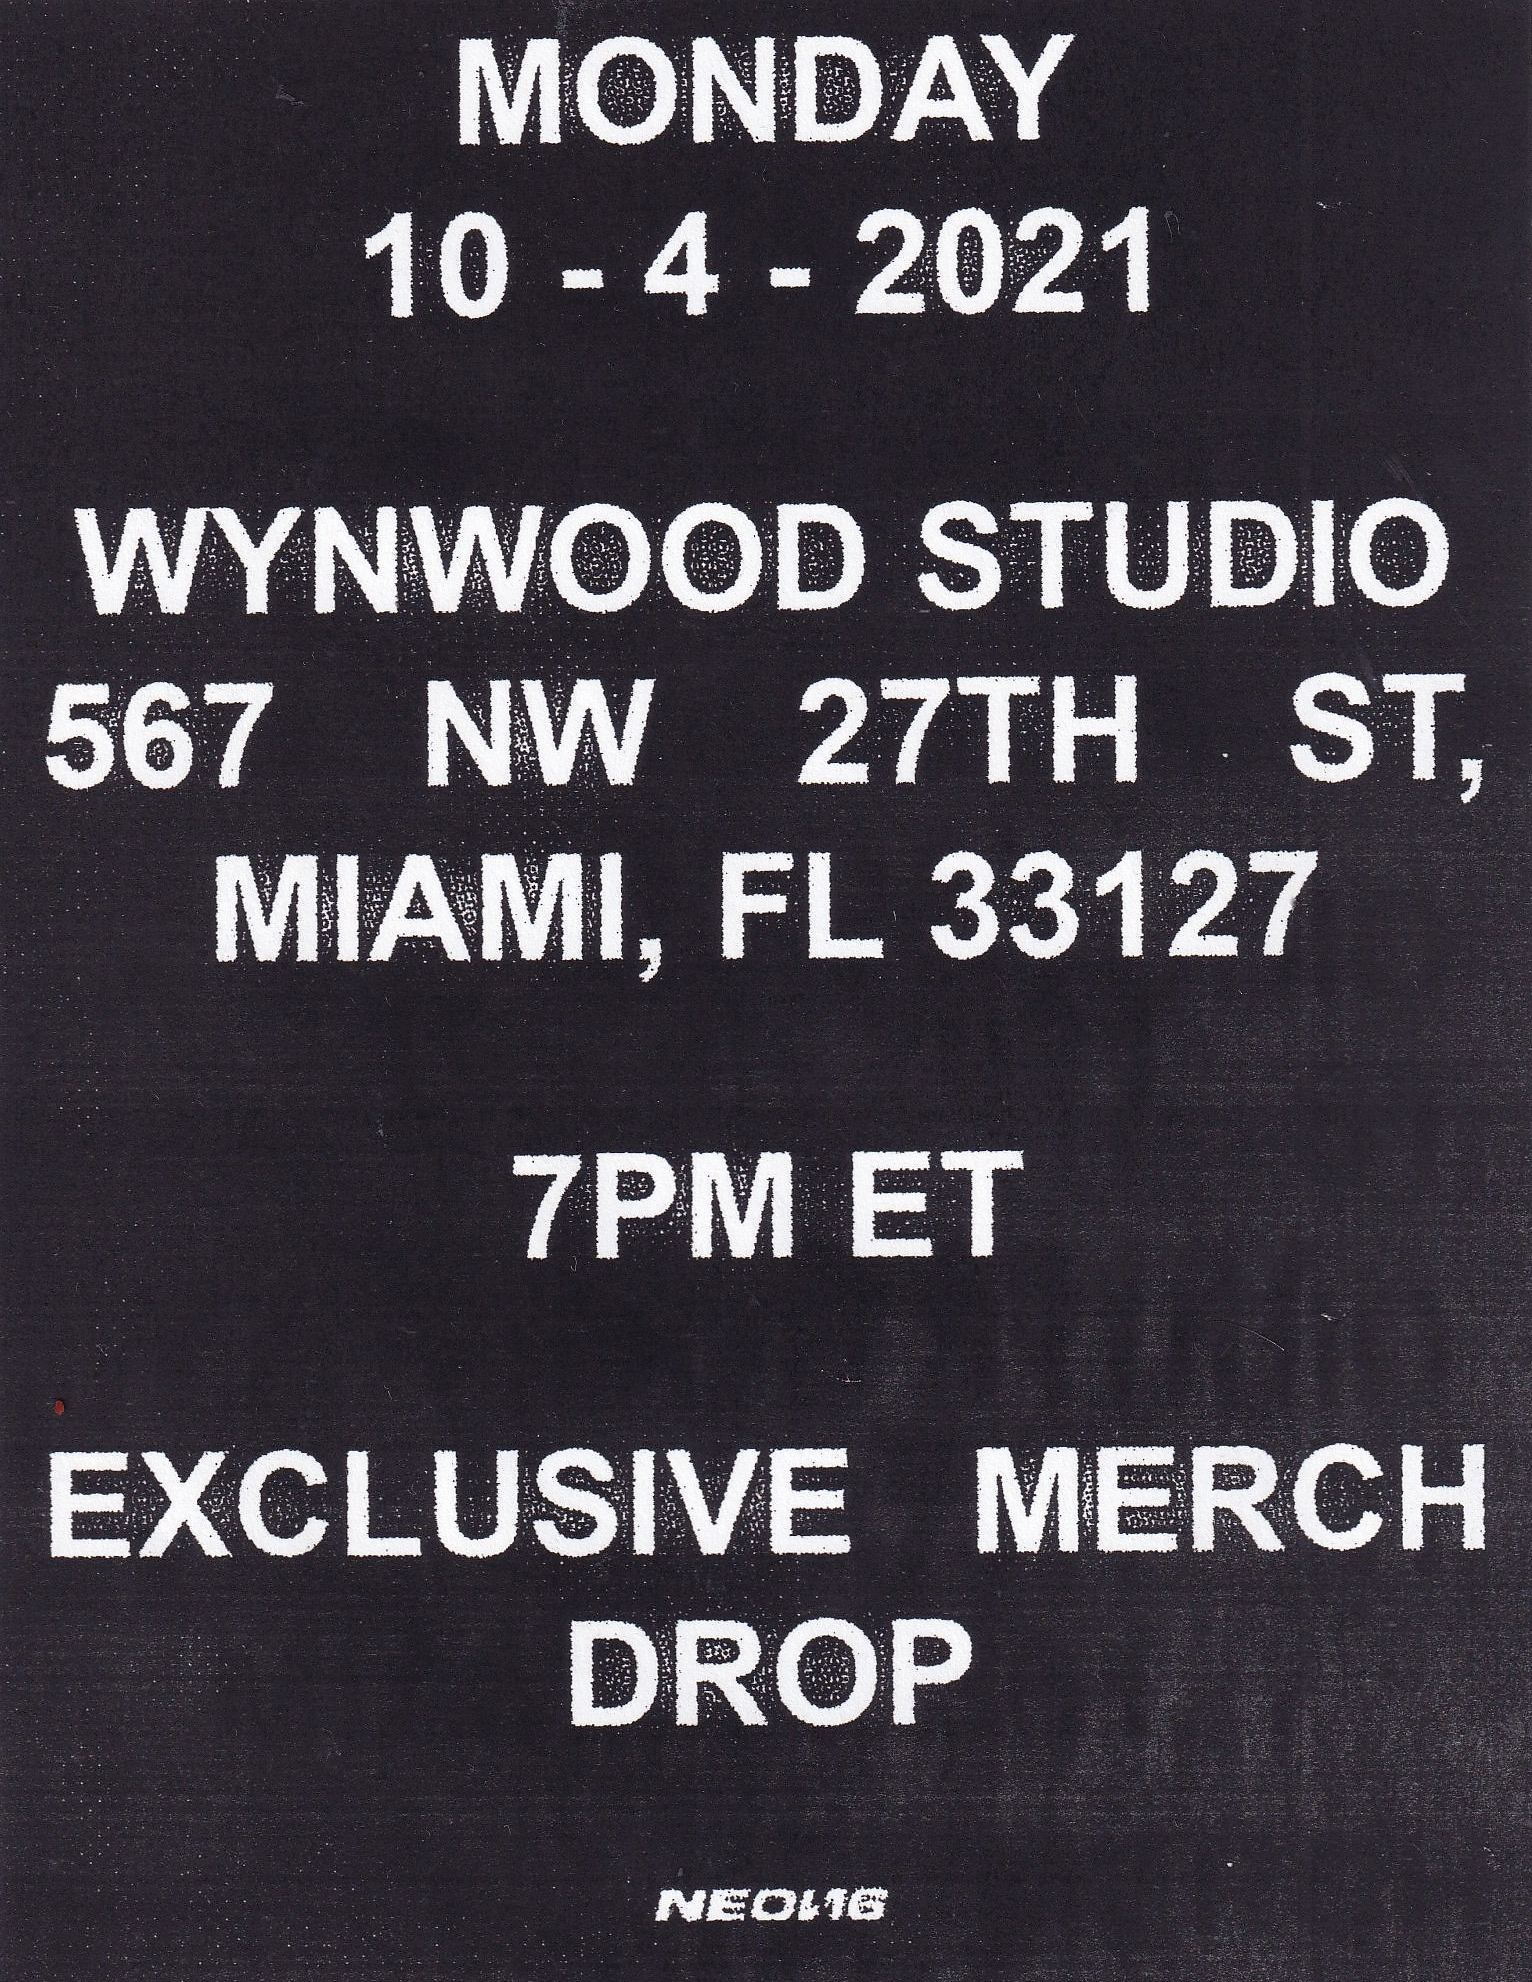 MONDAY
10 - 4 - 2021
WYNWOOD STUDIO
567 NW 27TH ST,
MIAMI, FL 33127
7PM ET
EXCLUSIVE MERCH
DROP